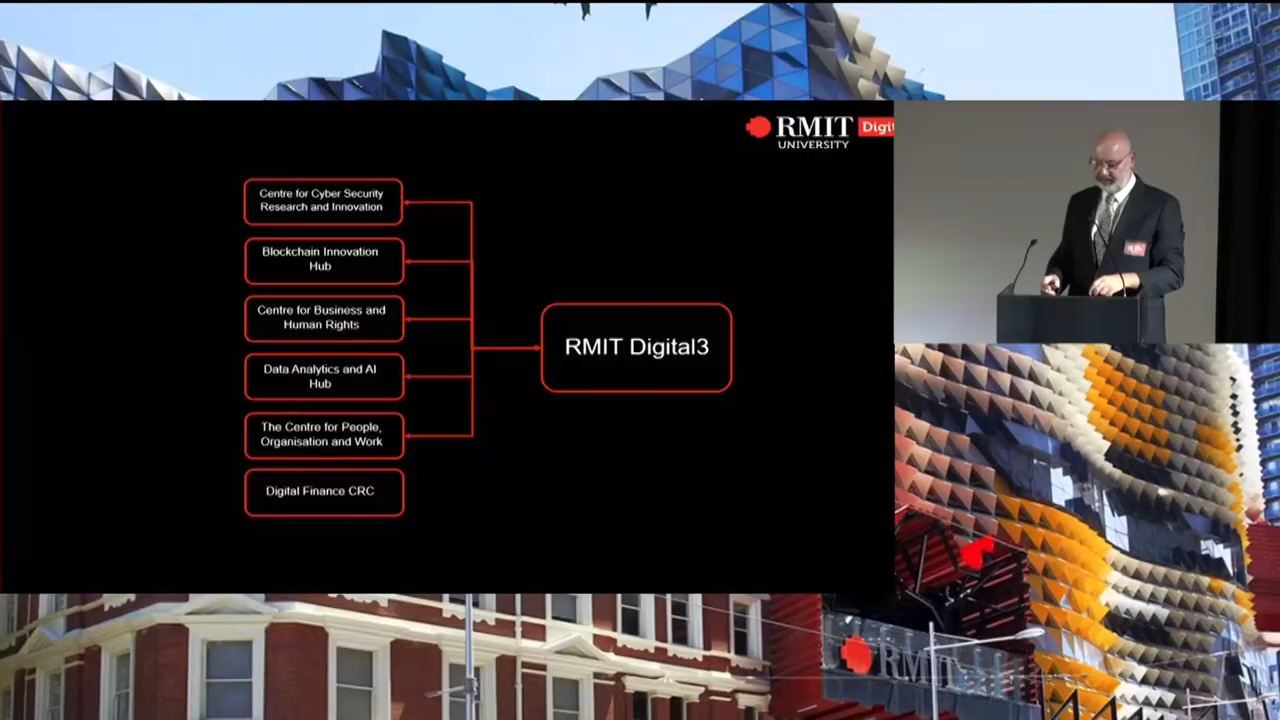 RMIT
UNIVERSITY
Digit
Centre for Cyber Security
Research and Innovation
Blockchain Innovation
Hub
Centre for Business and
Human Rights
Data Analytics and AI
Hub
The Centre for People,
Organisation and Work
Digital Finance CRC
RMIT Digital3
RMIT